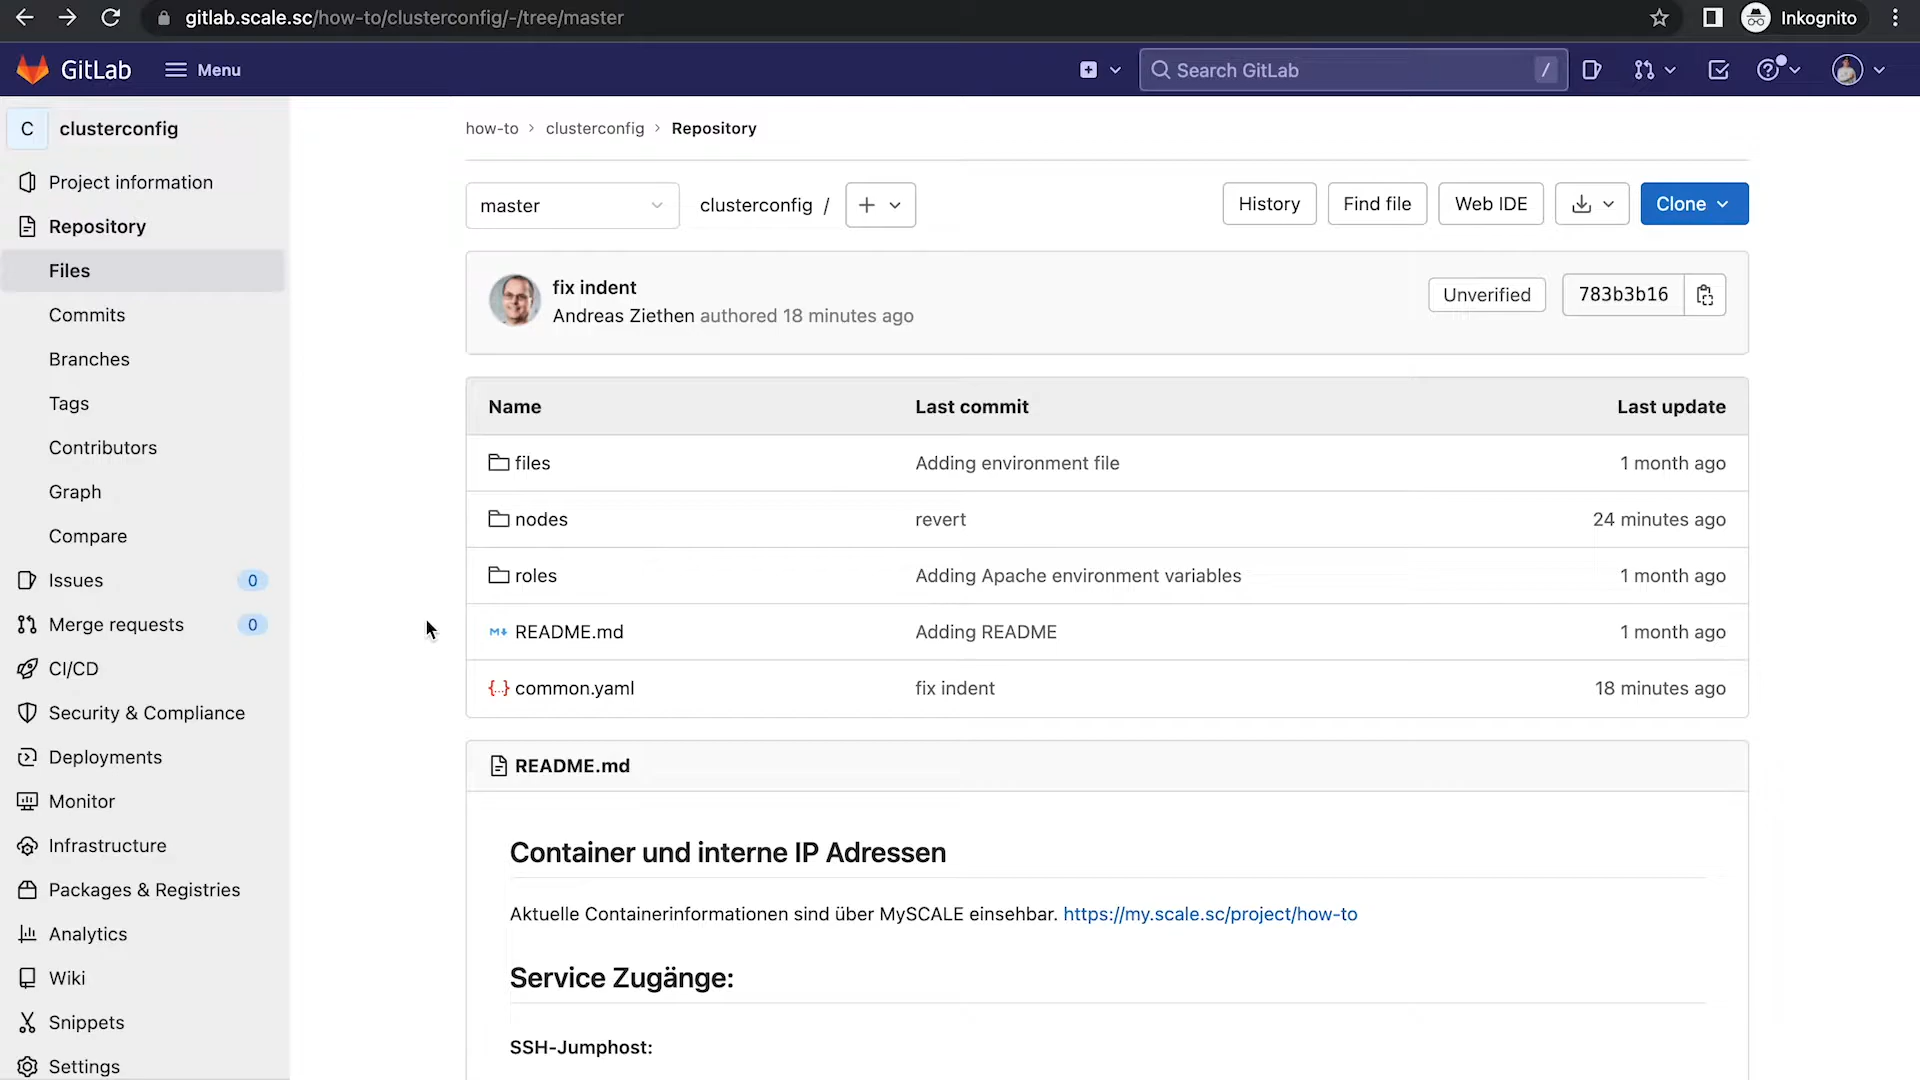 gitlab.scale.sc/how-to/clusterconfig/-/tree/master
Inkognito
GitLab
Menu
Search GitLab
/
C
clusterconfig
Project information
Repository
Files
Commits
Branches
Tags
Contributors
Graph
Compare
Issues 0
Merge requests 0
CI/CD
Security & Compliance
Deployments
Monitor
Infrastructure
Packages & Registries
Analytics
Wiki
Snippets
Settings
how-to > clusterconfig > Repository
master
clusterconfig /
History
Find file
Web IDE
Clone
fix indent
Andreas Ziethen authored 18 minutes ago
Unverified
783b3b16
Name Last commit Last update
files Adding environment file 1 month ago
nodes revert 24 minutes ago
roles Adding Apache environment variables 1 month ago
README.md Adding README 1 month ago
common.yaml fix indent 18 minutes ago
README.md
Container und interne IP Adressen
Aktuelle Containerinformationen sind über MySCALE einsehbar. https://my.scale.sc/project/how-to
Service Zugänge:
SSH-Jumphost: